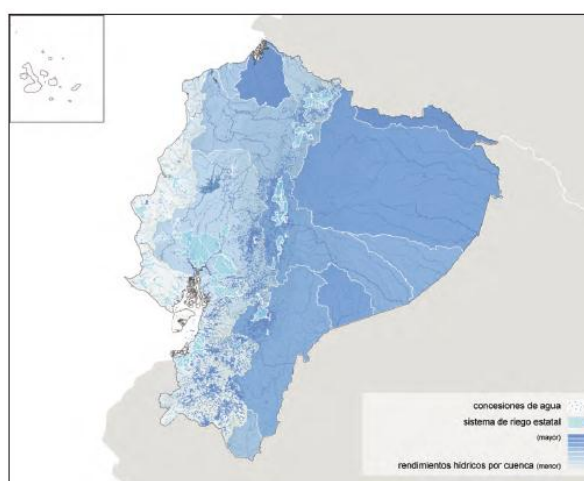 concesiones de agua
sistema de riego estatal
(mayor)
rendimientos hídricos por cuenca (menor)